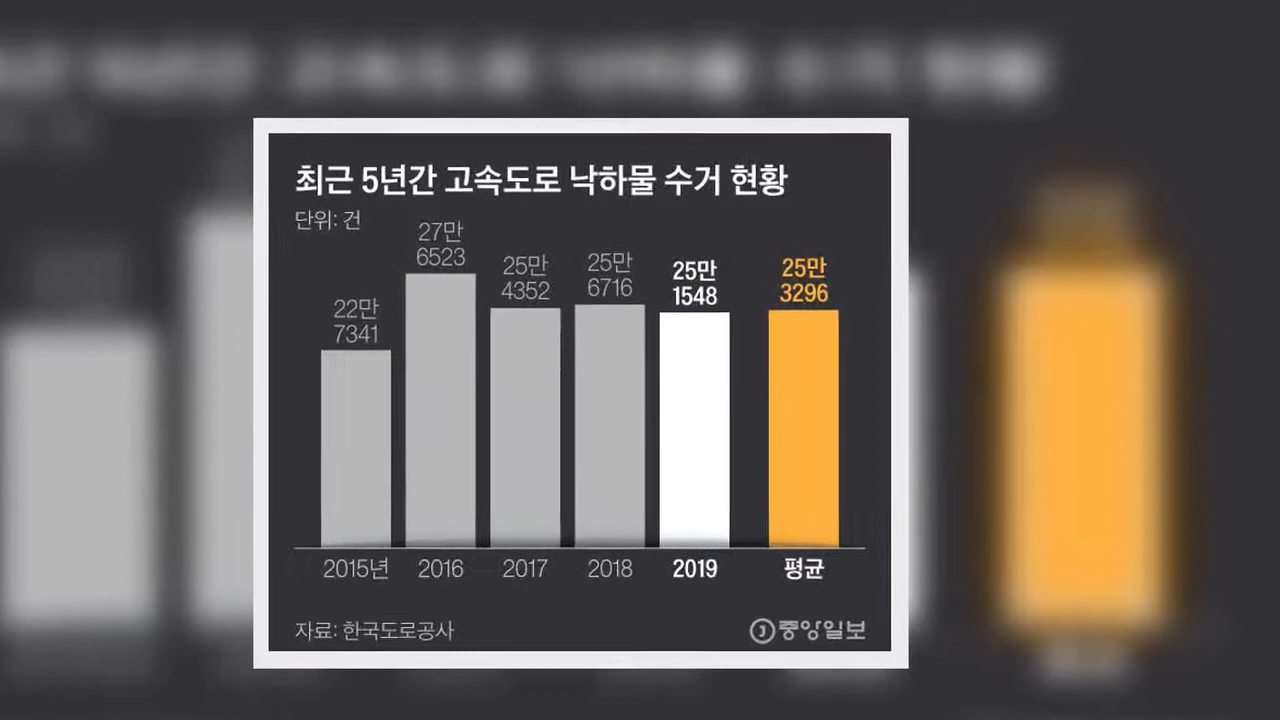 최근 5년간 고속도로 낙하물 수거 현황
단위: 건
22만
7341
27만
6523
25만
4352
25만
6716
25만
1548
25만
3296
2015년 2016 2017 2018 2019 평균
자료: 한국도로공사
J 중앙일보